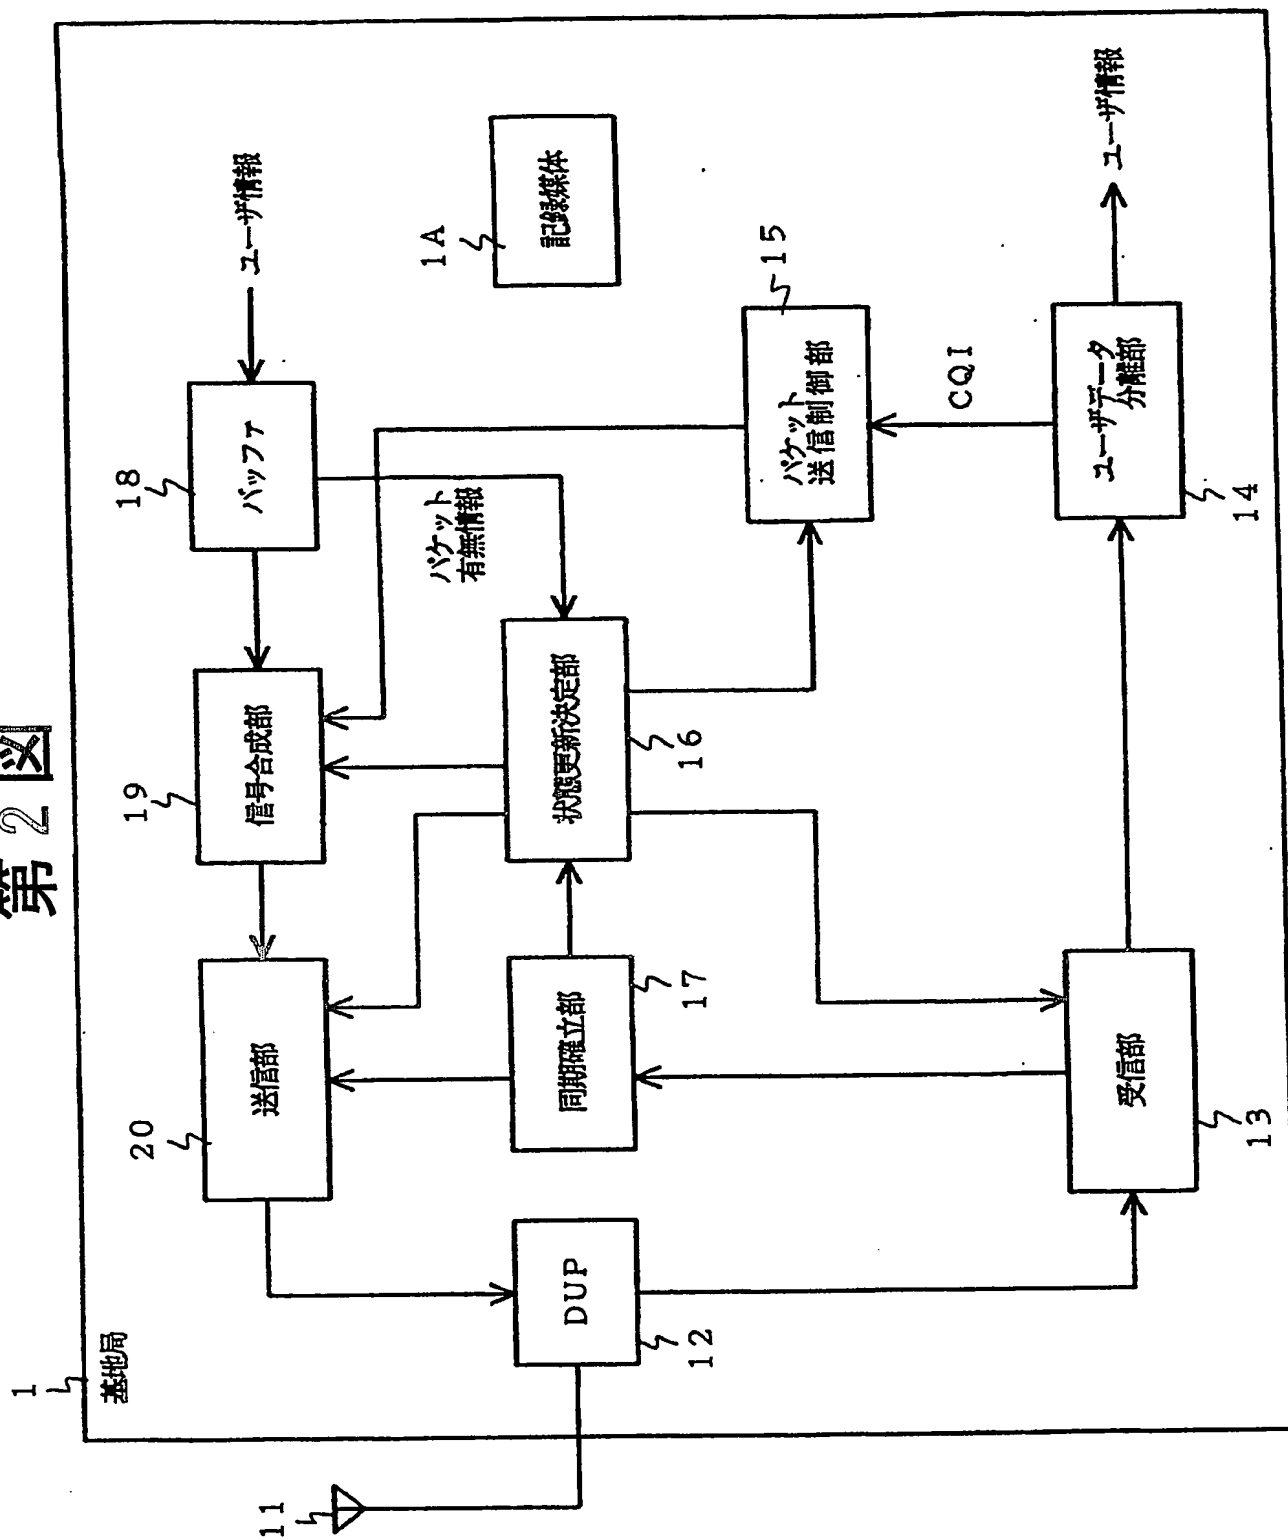 第2図
1
基地局
11
DUP
12
20
送信部
19
信号合成部
18
バッファ
ユーザ情報
同期確立部
17
状態更新決定部
16
パケット
有無情報
1A
記録媒体
受信部
13
パケット
送信制御部
15
CQI
ユーザデータ
分離部
14
ユーザ情報